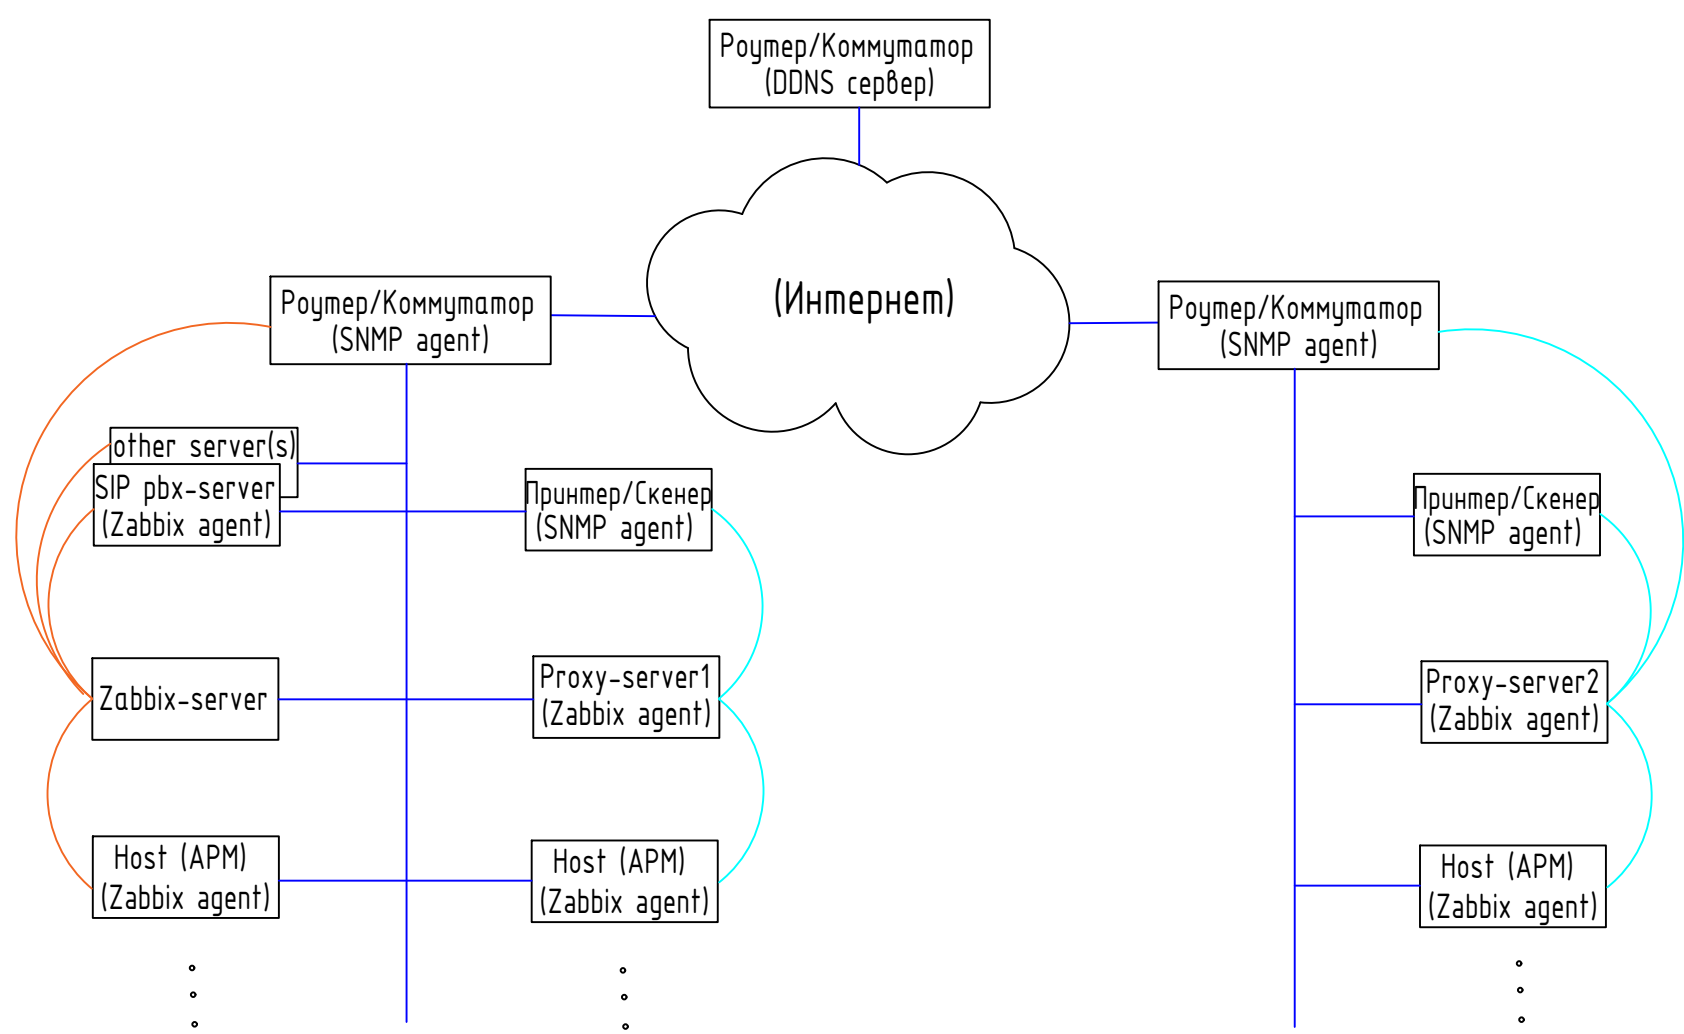 Роутер/Коммутатор
(DDNS сервер)
(Интернет)
Роутер/Коммутатор
(SNMP agent)
Роутер/Коммутатор
(SNMP agent)
other server(s)
SIP pbx-server
(Zabbix agent)
Принтер/Скенер
(SNMP agent)
Принтер/Скенер
(SNMP agent)
Zabbix-server
Proxy-server1
(Zabbix agent)
Proxy-server2
(Zabbix agent)
Host (АРМ)
(Zabbix agent)
Host (АРМ)
(Zabbix agent)
Host (АРМ)
(Zabbix agent)